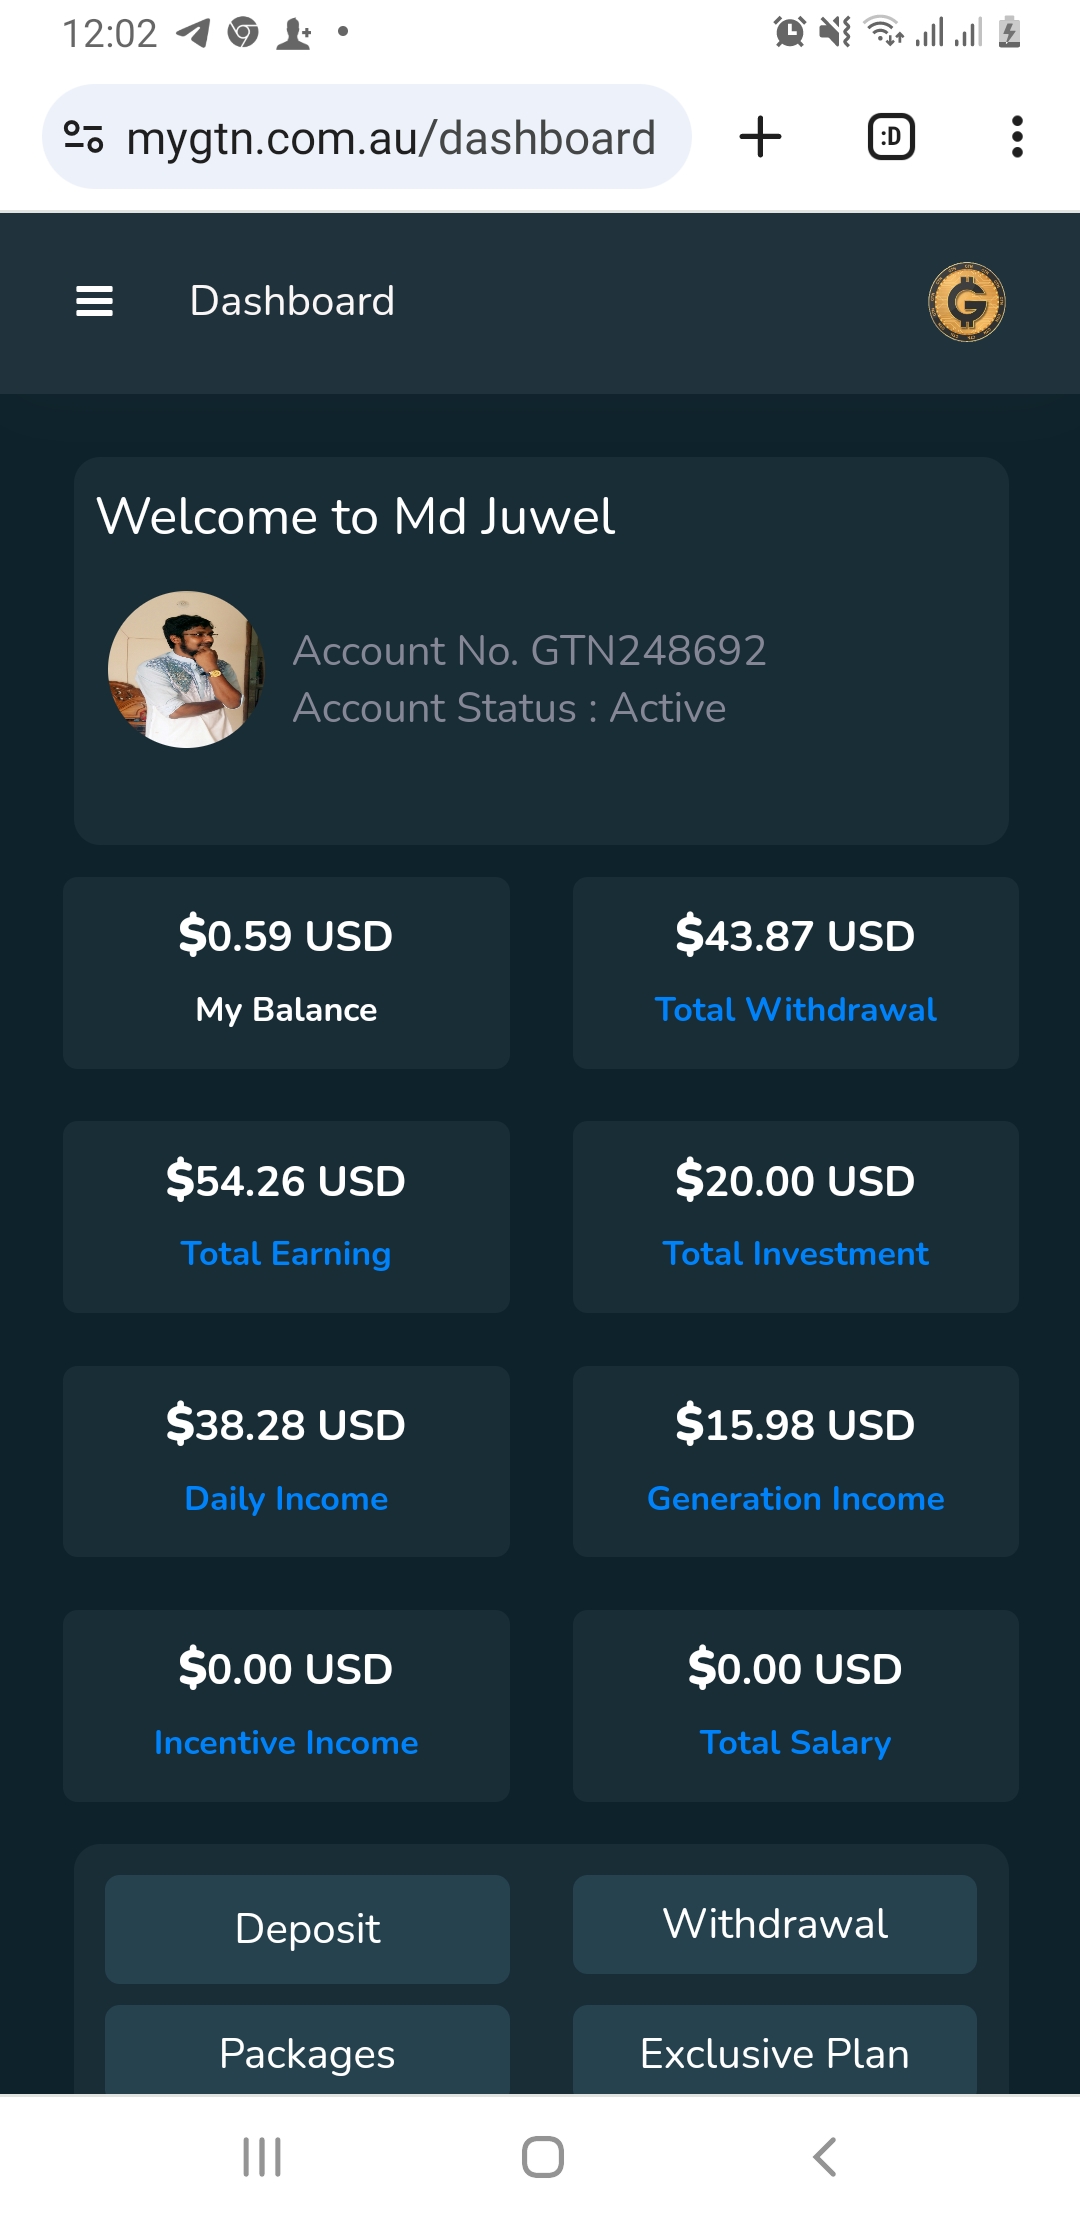 12:02
mygtn.com.au/dashboard
:D
Dashboard
G
Welcome to Md Juwel
Account No. GTN248692
Account Status : Active
$0.59 USD
My Balance
$43.87 USD
Total Withdrawal
$54.26 USD
Total Earning
$20.00 USD
Total Investment
$38.28 USD
Daily Income
$15.98 USD
Generation Income
$0.00 USD
Incentive Income
$0.00 USD
Total Salary
Deposit
Withdrawal
Packages
Exclusive Plan